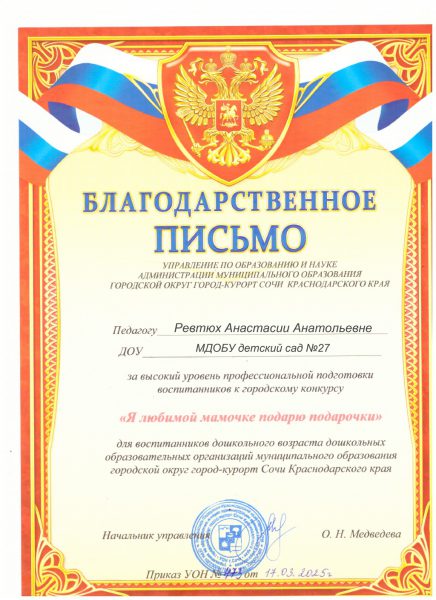 БЛАГОДАРСТВЕННОЕ
ПИСЬМО
УПРАВЛЕНИЕ ПО ОБРАЗОВАНИЮ И НАУКЕ
АДМИНИСТРАЦИИ МУНИЦИПАЛЬНОГО ОБРАЗОВАНИЯ
ГОРОДСКОЙ ОКРУГ ГОРОД-КУРОРТ СОЧИ КРАСНОДАРСКОГО КРАЯ
Педагогу Ревтюх Анастасии Анатольевне
ДОУ МДОБУ детский сад №27
за высокий уровень профессиональной подготовки
воспитанников к городскому конкурсу
«Я любимой мамочке подарю подарочки»
для воспитанников дошкольного возраста дошкольных
образовательных организаций муниципального образования
городской округ город-курорт Сочи Краснодарского края
Начальник управления О. Н. Медведева
Приказ УОН № от 17.03.2025г